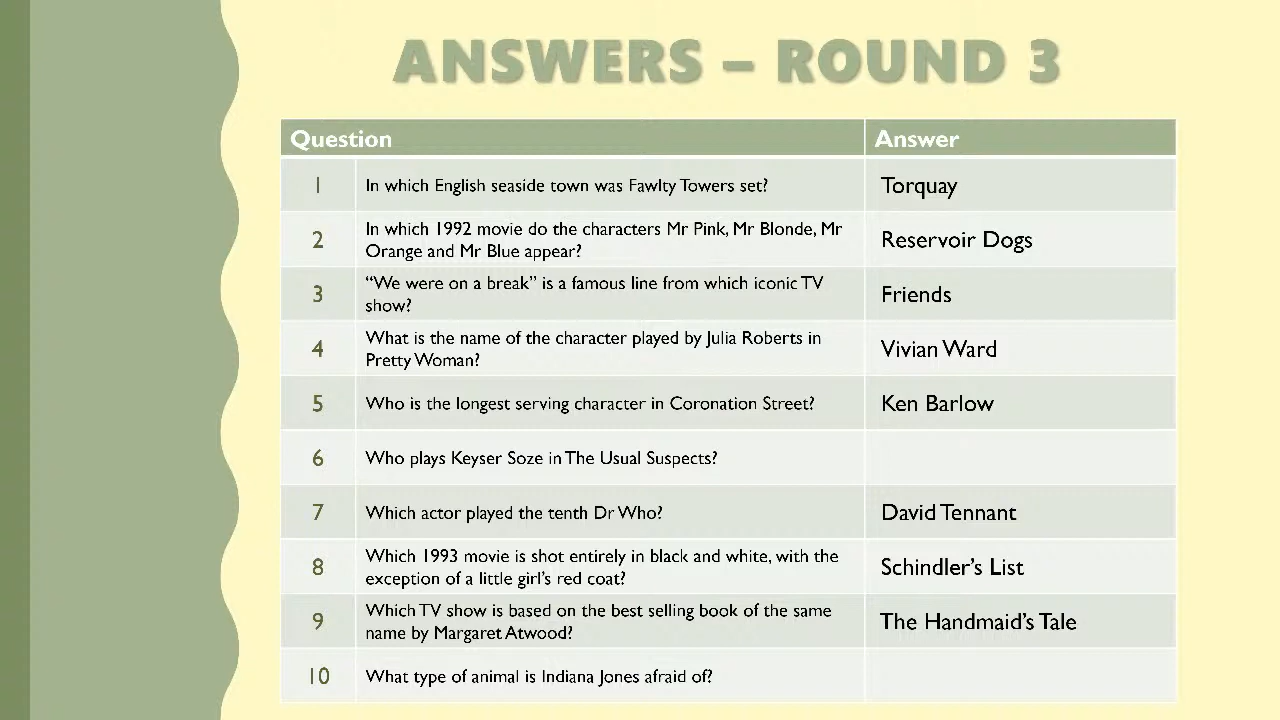 ANSWERS – ROUND 3
Question Answer
1 In which English seaside town was Fawlty Towers set? Torquay
2 In which 1992 movie do the characters Mr Pink, Mr Blonde, Mr
Orange and Mr Blue appear? Reservoir Dogs
3 “We were on a break” is a famous line from which iconic TV
show? Friends
4 What is the name of the character played by Julia Roberts in
Pretty Woman? Vivian Ward
5 Who is the longest serving character in Coronation Street? Ken Barlow
6 Who plays Keyser Soze in The Usual Suspects?
7 Which actor played the tenth Dr Who? David Tennant
8 Which 1993 movie is shot entirely in black and white, with the
exception of a little girl’s red coat? Schindler’s List
9 Which TV show is based on the best selling book of the same
name by Margaret Atwood? The Handmaid’s Tale
10 What type of animal is Indiana Jones afraid of?